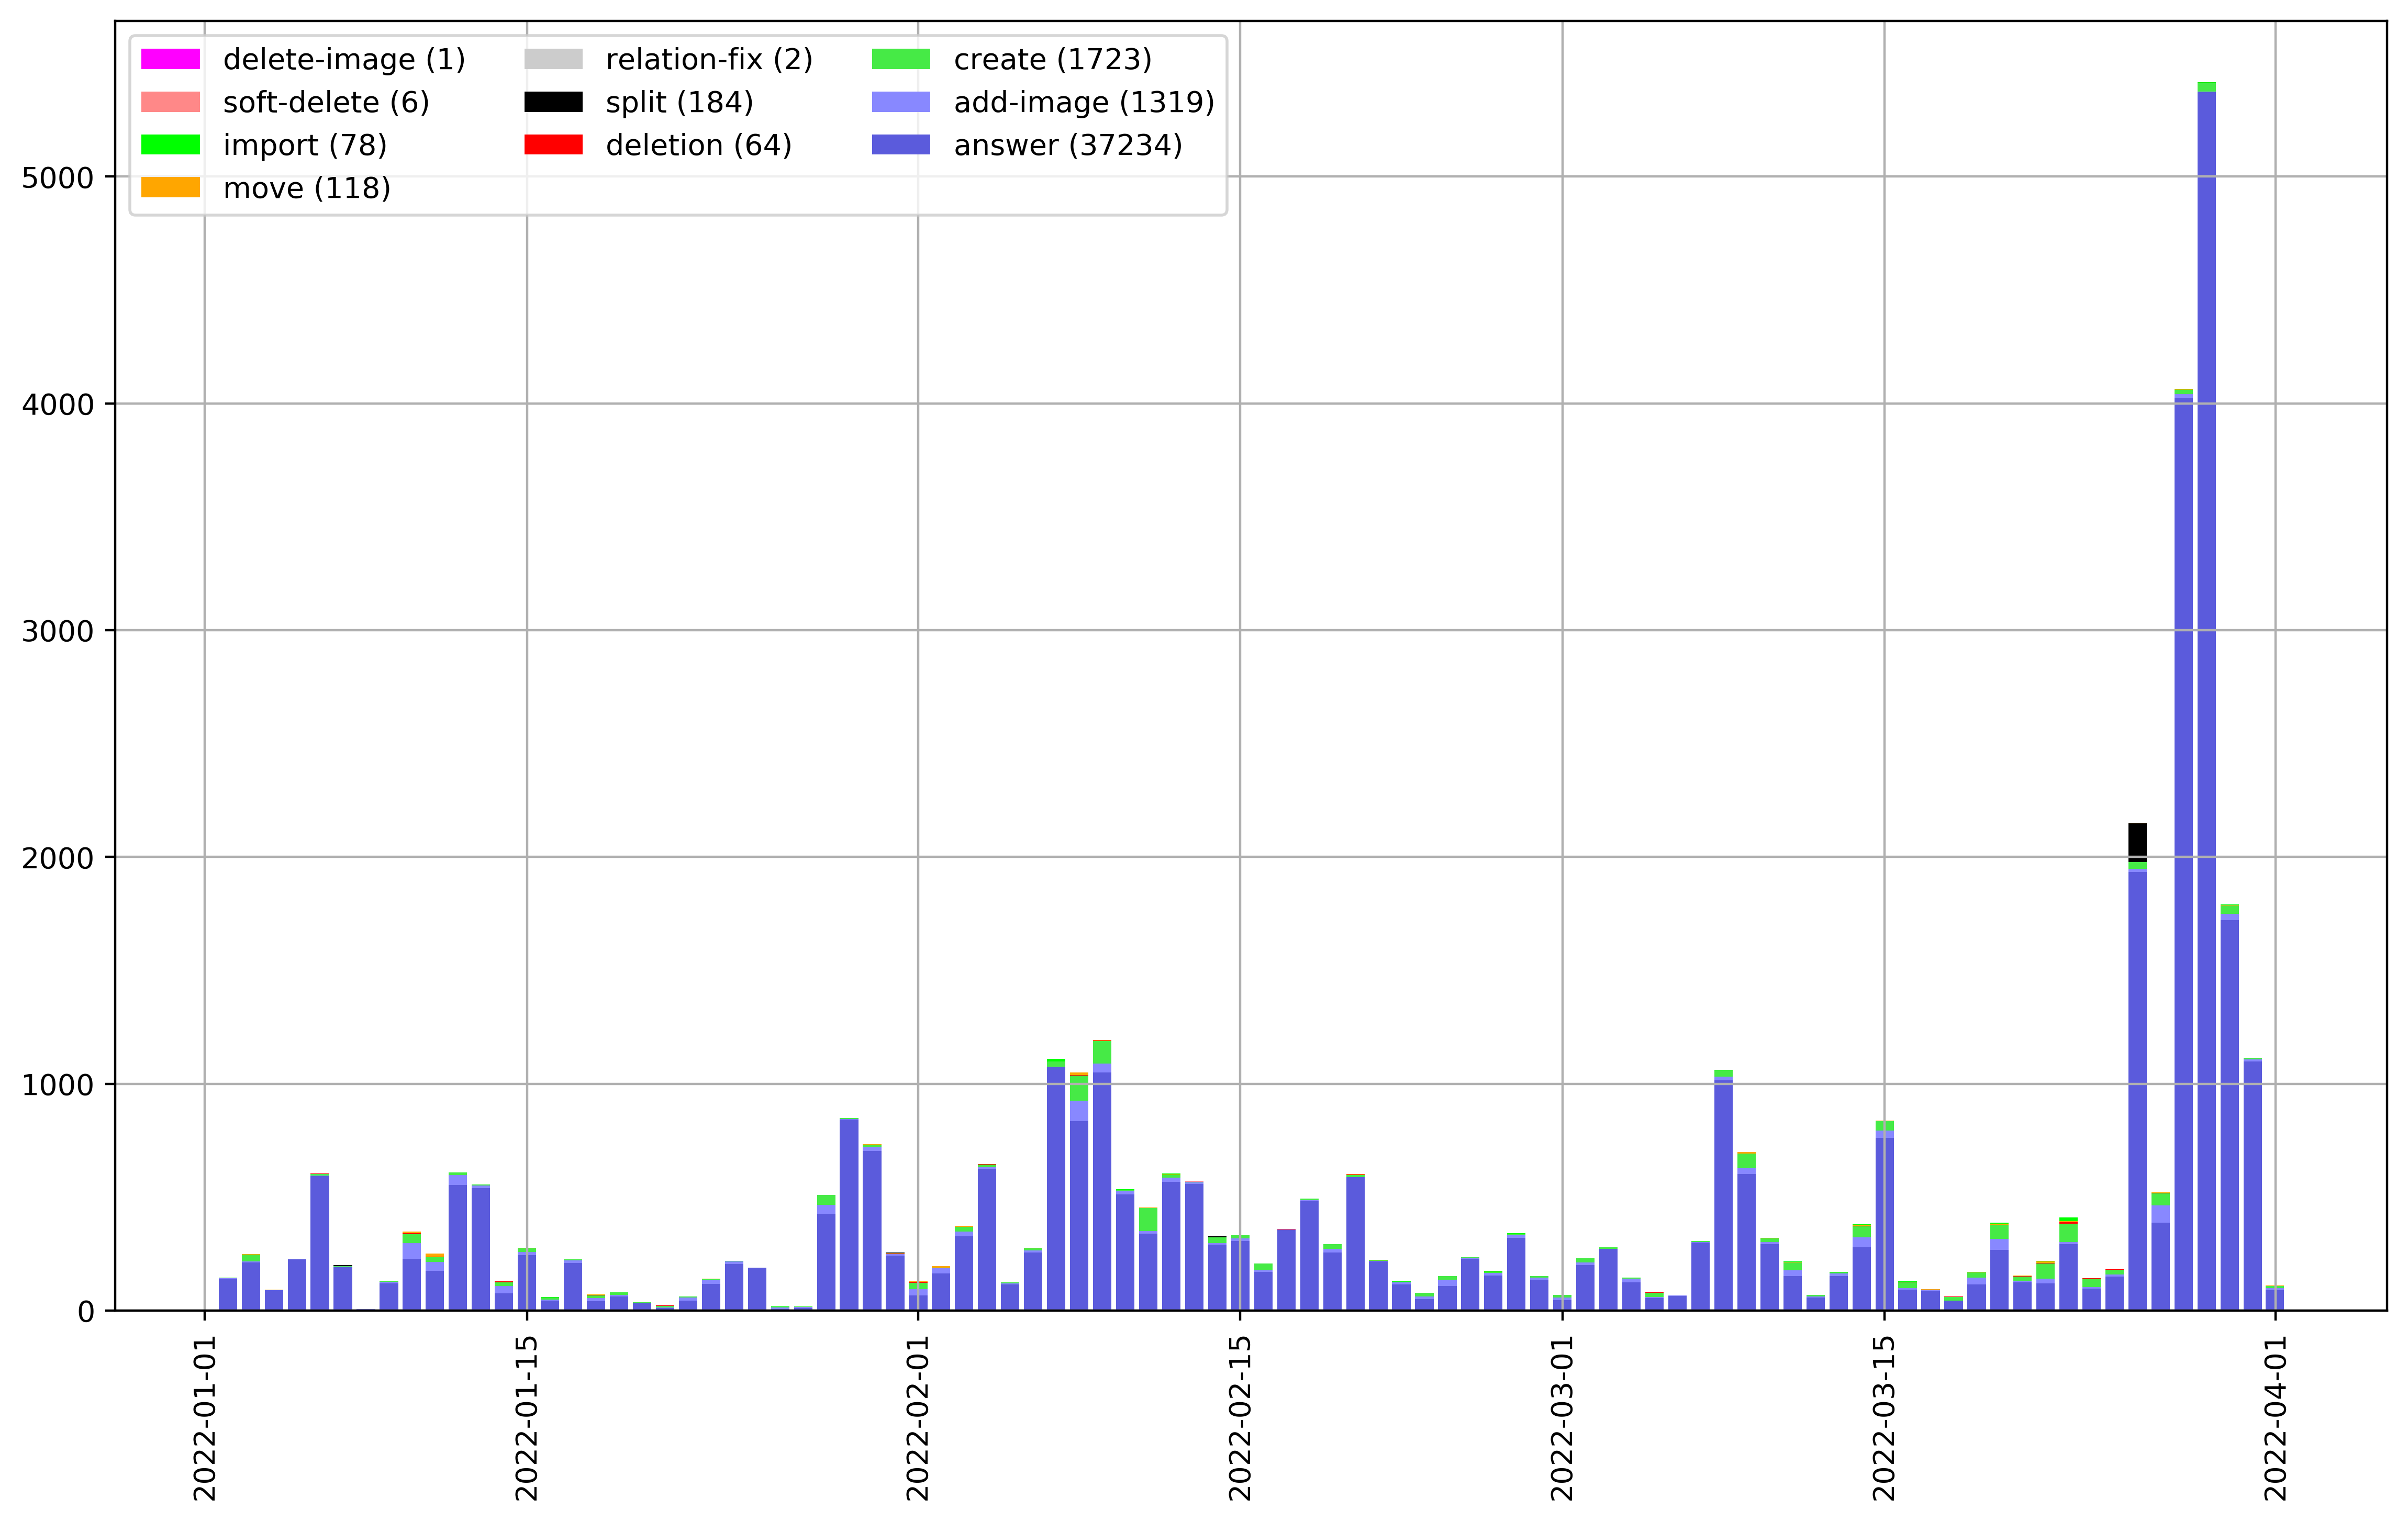 delete-image (1)
soft-delete (6)
import (78)
move (118)
relation-fix (2)
split (184)
deletion (64)
create (1723)
add-image (1319)
answer (37234)
5000
4000
3000
2000
1000
0
2022-01-01
2022-01-15
2022-02-01
2022-02-15
2022-03-01
2022-03-15
2022-04-01